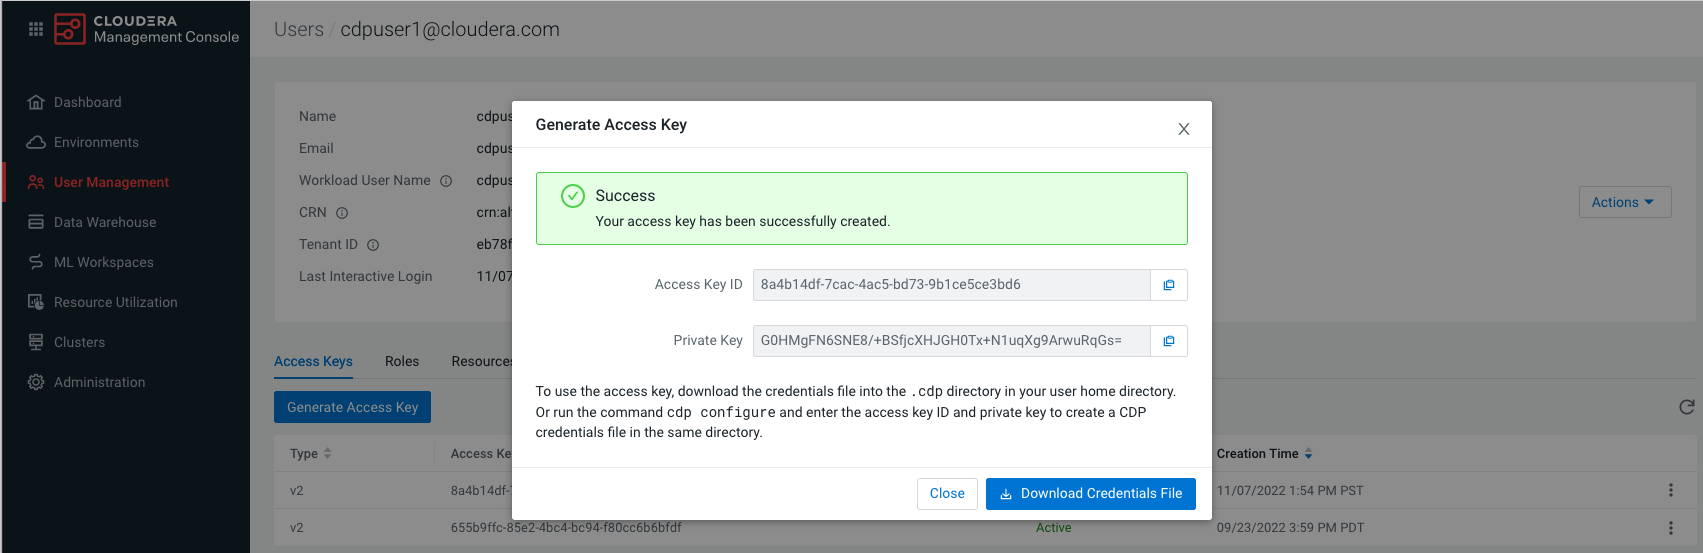 CLOUDERA
Management Console
Users / cdpuser1@cloudera.com
Dashboard
Environments
User Management
Data Warehouse
ML Workspaces
Resource Utilization
Clusters
Administration
Name cdpus
Email cdpus
Workload User Name cdpus
CRN crn:al
Tenant ID eb78f
Last Interactive Login 11/07
Actions
Generate Access Key
Success
Your access key has been successfully created.
Access Key ID 8a4b14df-7cac-4ac5-bd73-9b1ce5ce3bd6
Private Key G0HMgFN6SNE8/+BSfjcXHJGH0Tx+N1uqXg9ArwuRqGs=
To use the access key, download the credentials file into the .cdp directory in your user home directory.
Or run the command cdp configure and enter the access key ID and private key to create a CDP
credentials file in the same directory.
Close Download Credentials File
Access Keys Roles Resources
Generate Access Key
Type Access Ke Creation Time
v2 8a4b14df- 11/07/2022 1:54 PM PST
v2 655b9ffc-85e2-4bc4-bc94-f80cc6b6bfdf Active 09/23/2022 3:59 PM PDT